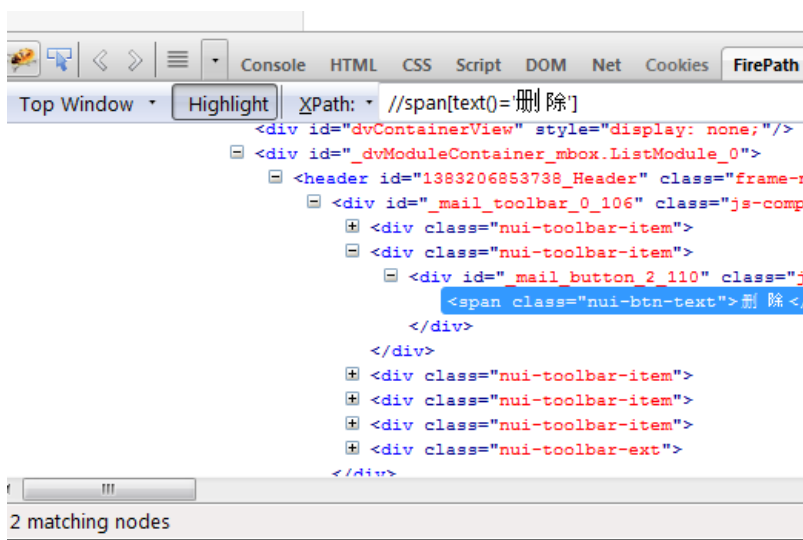 Console HTML CSS Script DOM Net Cookies FirePath
Top Window Highlight XPath: //span[text()='删 除']
<div id="dvContainerView" style="display: none;"/>
<div id="_dvModuleContainer_mbox.ListModule_0">
<header id="1383206853738_Header" class="frame-
<div id="_mail_toolbar_0_106" class="js-comp
<div class="nui-toolbar-item">
<div class="nui-toolbar-item">
<div id="_mail_button_2_110" class="j
<span class="nui-btn-text">删 除</
</div>
</div>
<div class="nui-toolbar-item">
<div class="nui-toolbar-item">
<div class="nui-toolbar-item">
<div class="nui-toolbar-ext">
</div>
2 matching nodes